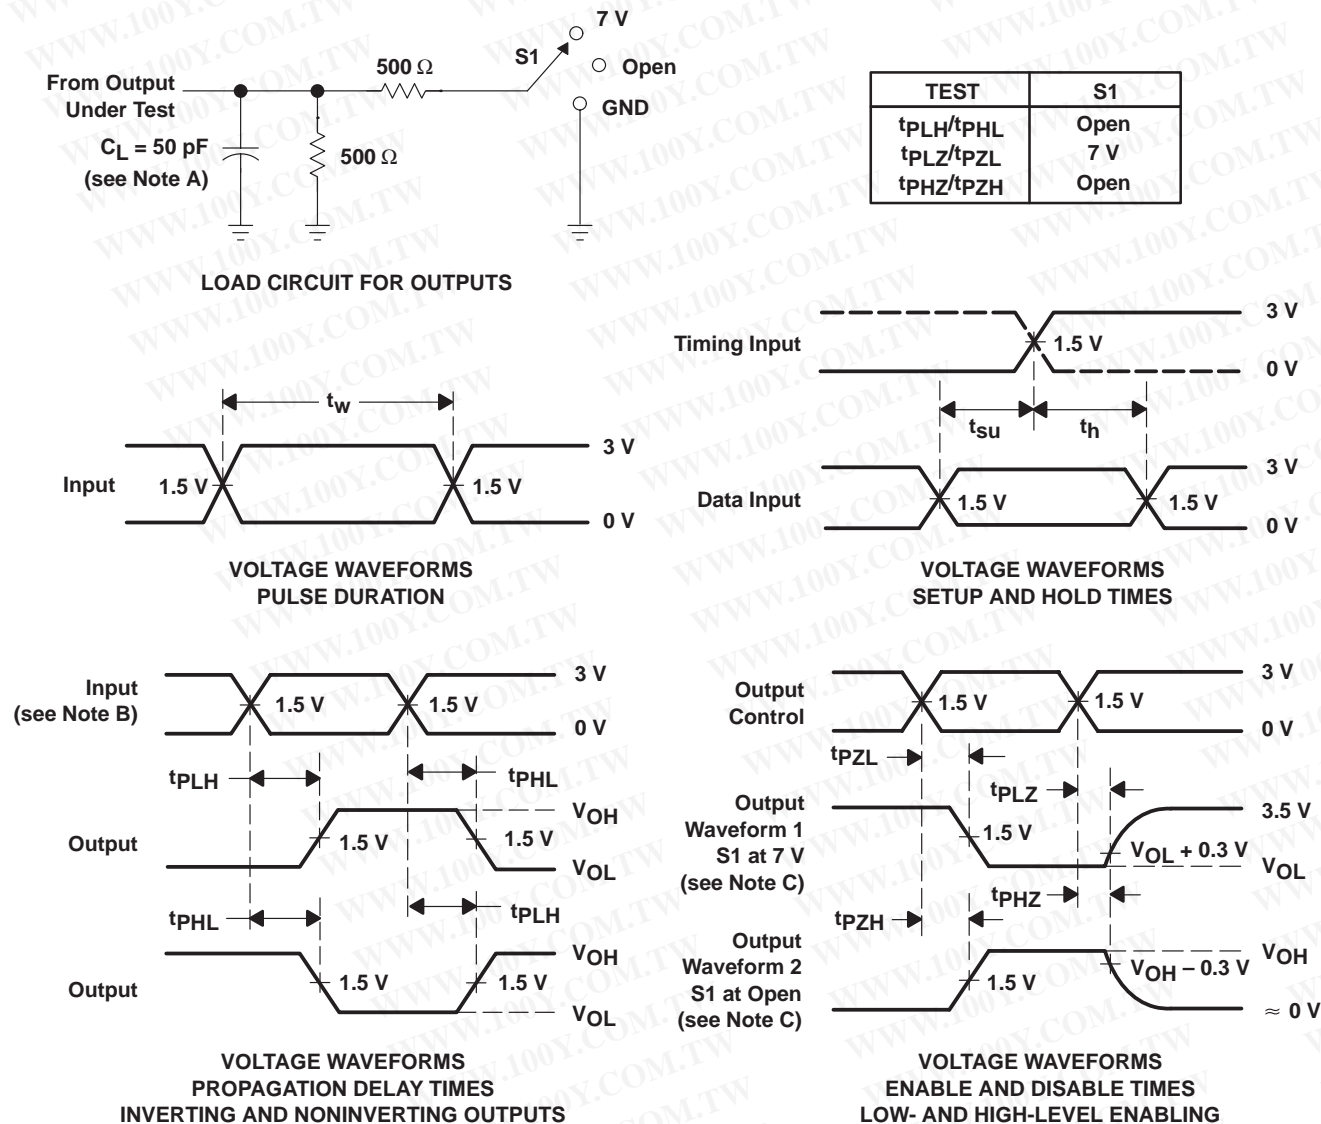 7 V
S1
Open
GND
500 Ω
From Output
Under Test
CL = 50 pF
(see Note A)
500 Ω
LOAD CIRCUIT FOR OUTPUTS
TEST S1
tPLH/tPHL Open
tPLZ/tPZL 7 V
tPHZ/tPZH Open
tw
3 V
Input 1.5 V 1.5 V
0 V
VOLTAGE WAVEFORMS
PULSE DURATION
3 V
Timing Input 1.5 V
0 V
tsu th
3 V
Data Input 1.5 V 1.5 V
0 V
VOLTAGE WAVEFORMS
SETUP AND HOLD TIMES
3 V
Input
(see Note B) 1.5 V 1.5 V
0 V
tPLH tPHL
VOH
Output 1.5 V 1.5 V
VOL
tPHL tPLH
VOH
Output 1.5 V 1.5 V
VOL
VOLTAGE WAVEFORMS
PROPAGATION DELAY TIMES
INVERTING AND NONINVERTING OUTPUTS
3 V
Output
Control 1.5 V 1.5 V
0 V
tPZL
tPLZ
Output
Waveform 1
S1 at 7 V
(see Note C)
3.5 V
1.5 V VOL + 0.3 V
VOL
tPHZ
tPZH
Output
Waveform 2
S1 at Open
(see Note C)
VOH
1.5 V VOH − 0.3 V
≈ 0 V
VOLTAGE WAVEFORMS
ENABLE AND DISABLE TIMES
LOW- AND HIGH-LEVEL ENABLING
WWW.100Y.COM.TW